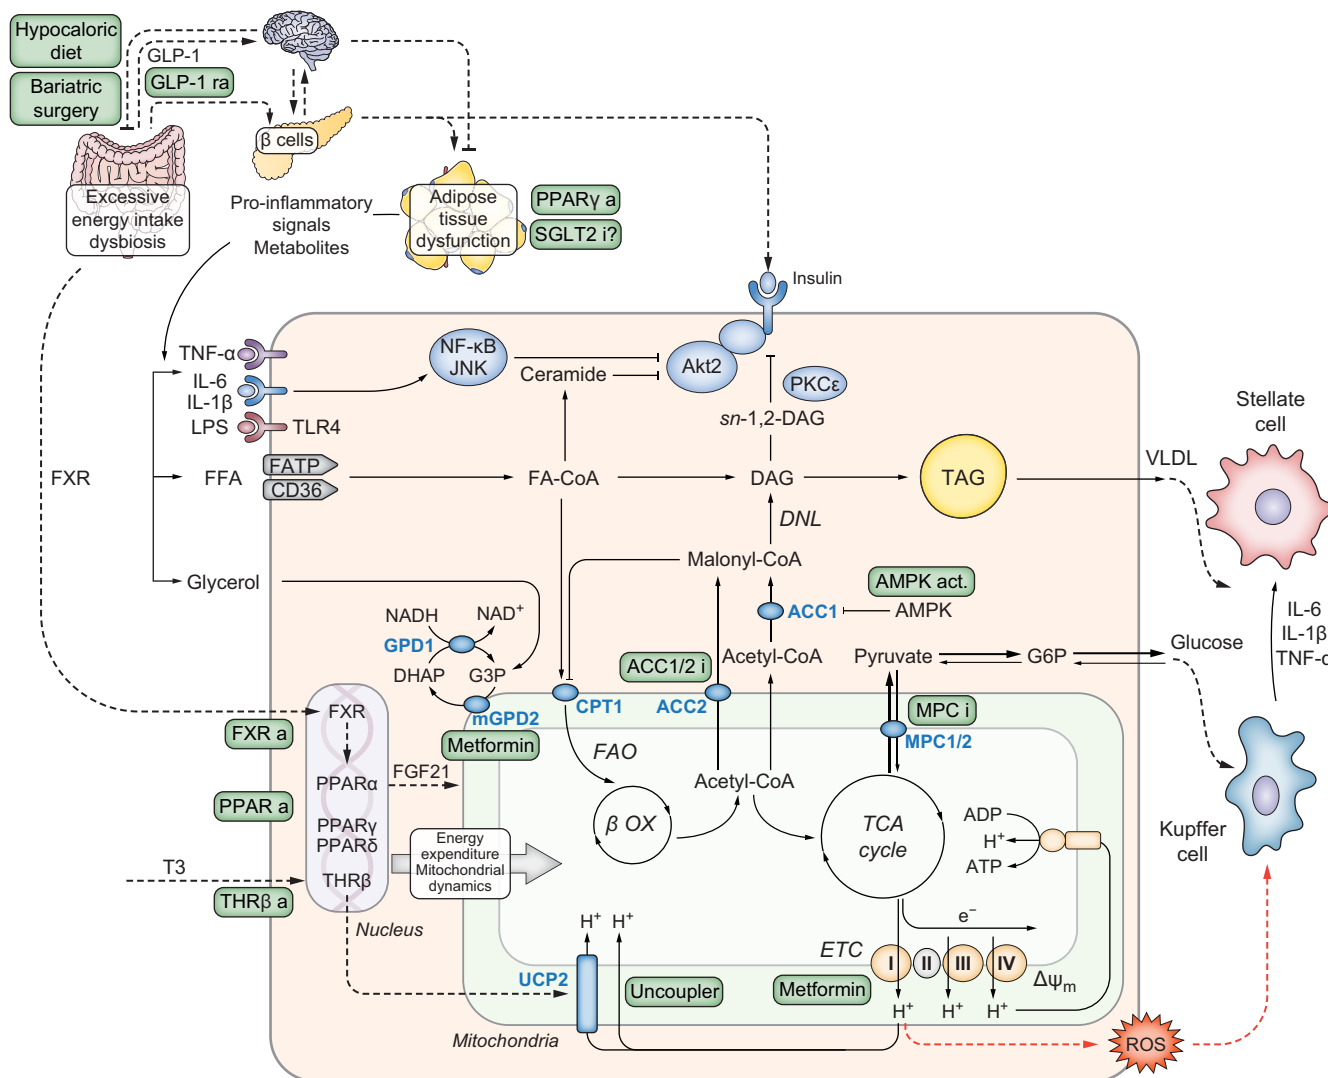 Hypocaloric
diet
Bariatric
surgery
GLP-1
GLP-1 ra
β cells
Excessive
energy intake
dysbiosis
Pro-inflammatory
signals
Metabolites
Adipose
tissue
dysfunction
PPARγ a
SGLT2 i?
Insulin
TNF-α
IL-6
IL-1β
LPS
TLR4
NF-κB
JNK
Ceramide
Akt2
PKCε
sn-1,2-DAG
Stellate
cell
FXR
FFA
FATP
CD36
FA-CoA
DAG
TAG
VLDL
DNL
Malonyl-CoA
Glycerol
AMPK act.
ACC1
AMPK
NADH
NAD⁺
GPD1
DHAP
G3P
ACC1/2 i
Acetyl-CoA
Pyruvate
G6P
Glucose
IL-6
IL-1β
TNF-α
mGPD2
CPT1
ACC2
MPC i
MPC1/2
Metformin
FXR
FXR a
FAO
FGF21
PPARα
PPAR a
PPARγ
PPARδ
Acetyl-CoA
β OX
TCA
cycle
ADP
H⁺
ATP
Kupffer
cell
Energy
expenditure
Mitochondrial
dynamics
T3
THRβ
THRβ a
Nucleus
H⁺
H⁺
e⁻
ETC
I
II
III
IV
UCP2
Uncoupler
Metformin
ΔΨm
H⁺
H⁺
H⁺
Mitochondria
ROS